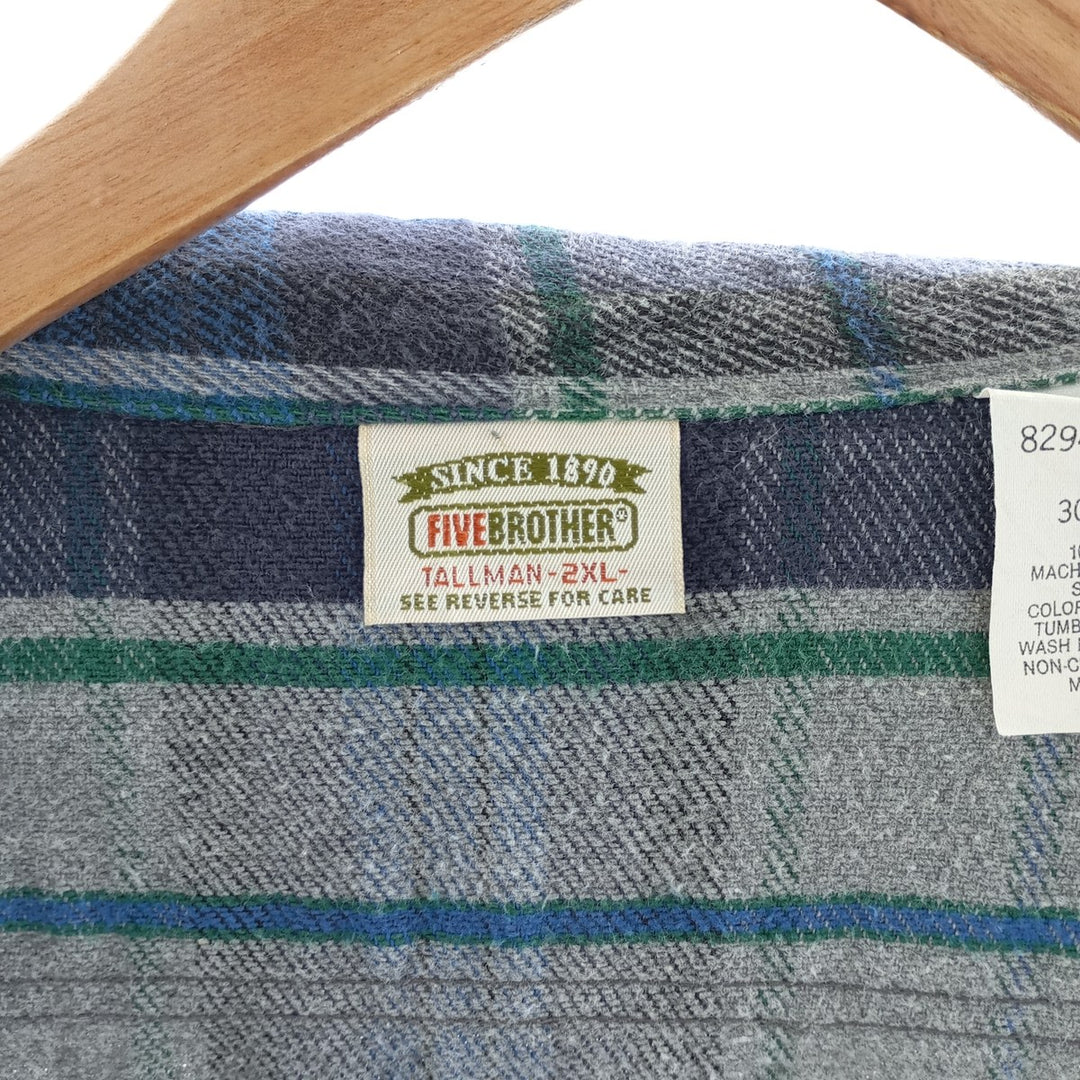 SINCE 1890
FIVEBROTHER®
TALLMAN-2XL-
SEE REVERSE FOR CARE
829
30
MACH
COLOR
TUMB
WASH
NON-C
M